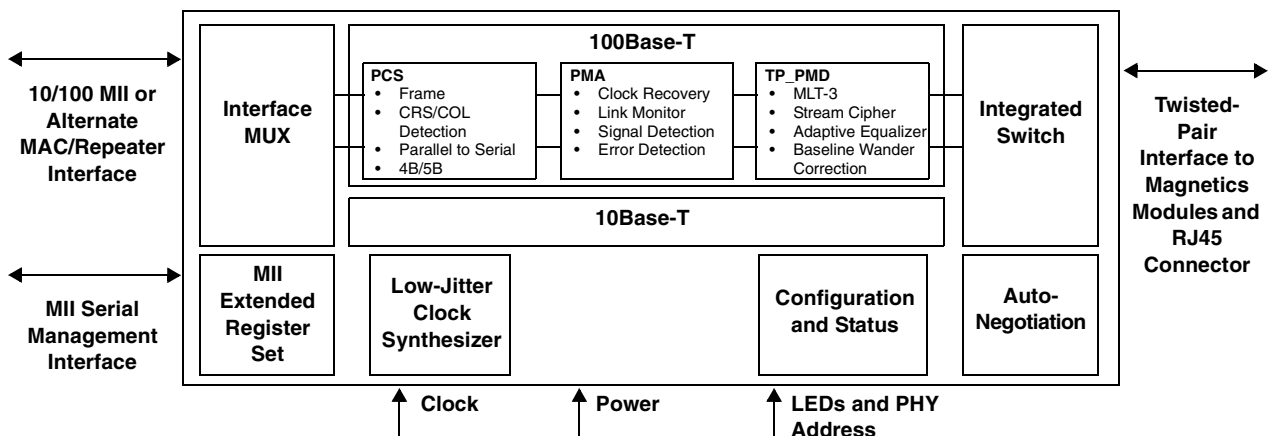 100Base-T
PCS
• Frame
• CRS/COL
Detection
• Parallel to Serial
• 4B/5B
PMA
• Clock Recovery
• Link Monitor
• Signal Detection
• Error Detection
TP_PMD
• MLT-3
• Stream Cipher
• Adaptive Equalizer
• Baseline Wander
Correction
10/100 MII or
Alternate
MAC/Repeater
Interface
Interface
MUX
Integrated
Switch
Twisted-
Pair
Interface to
Magnetics
Modules and
RJ45
Connector
10Base-T
MII Serial
Management
Interface
MII
Extended
Register
Set
Low-Jitter
Clock
Synthesizer
Configuration
and Status
Auto-
Negotiation
Clock
Power
LEDs and PHY
Address